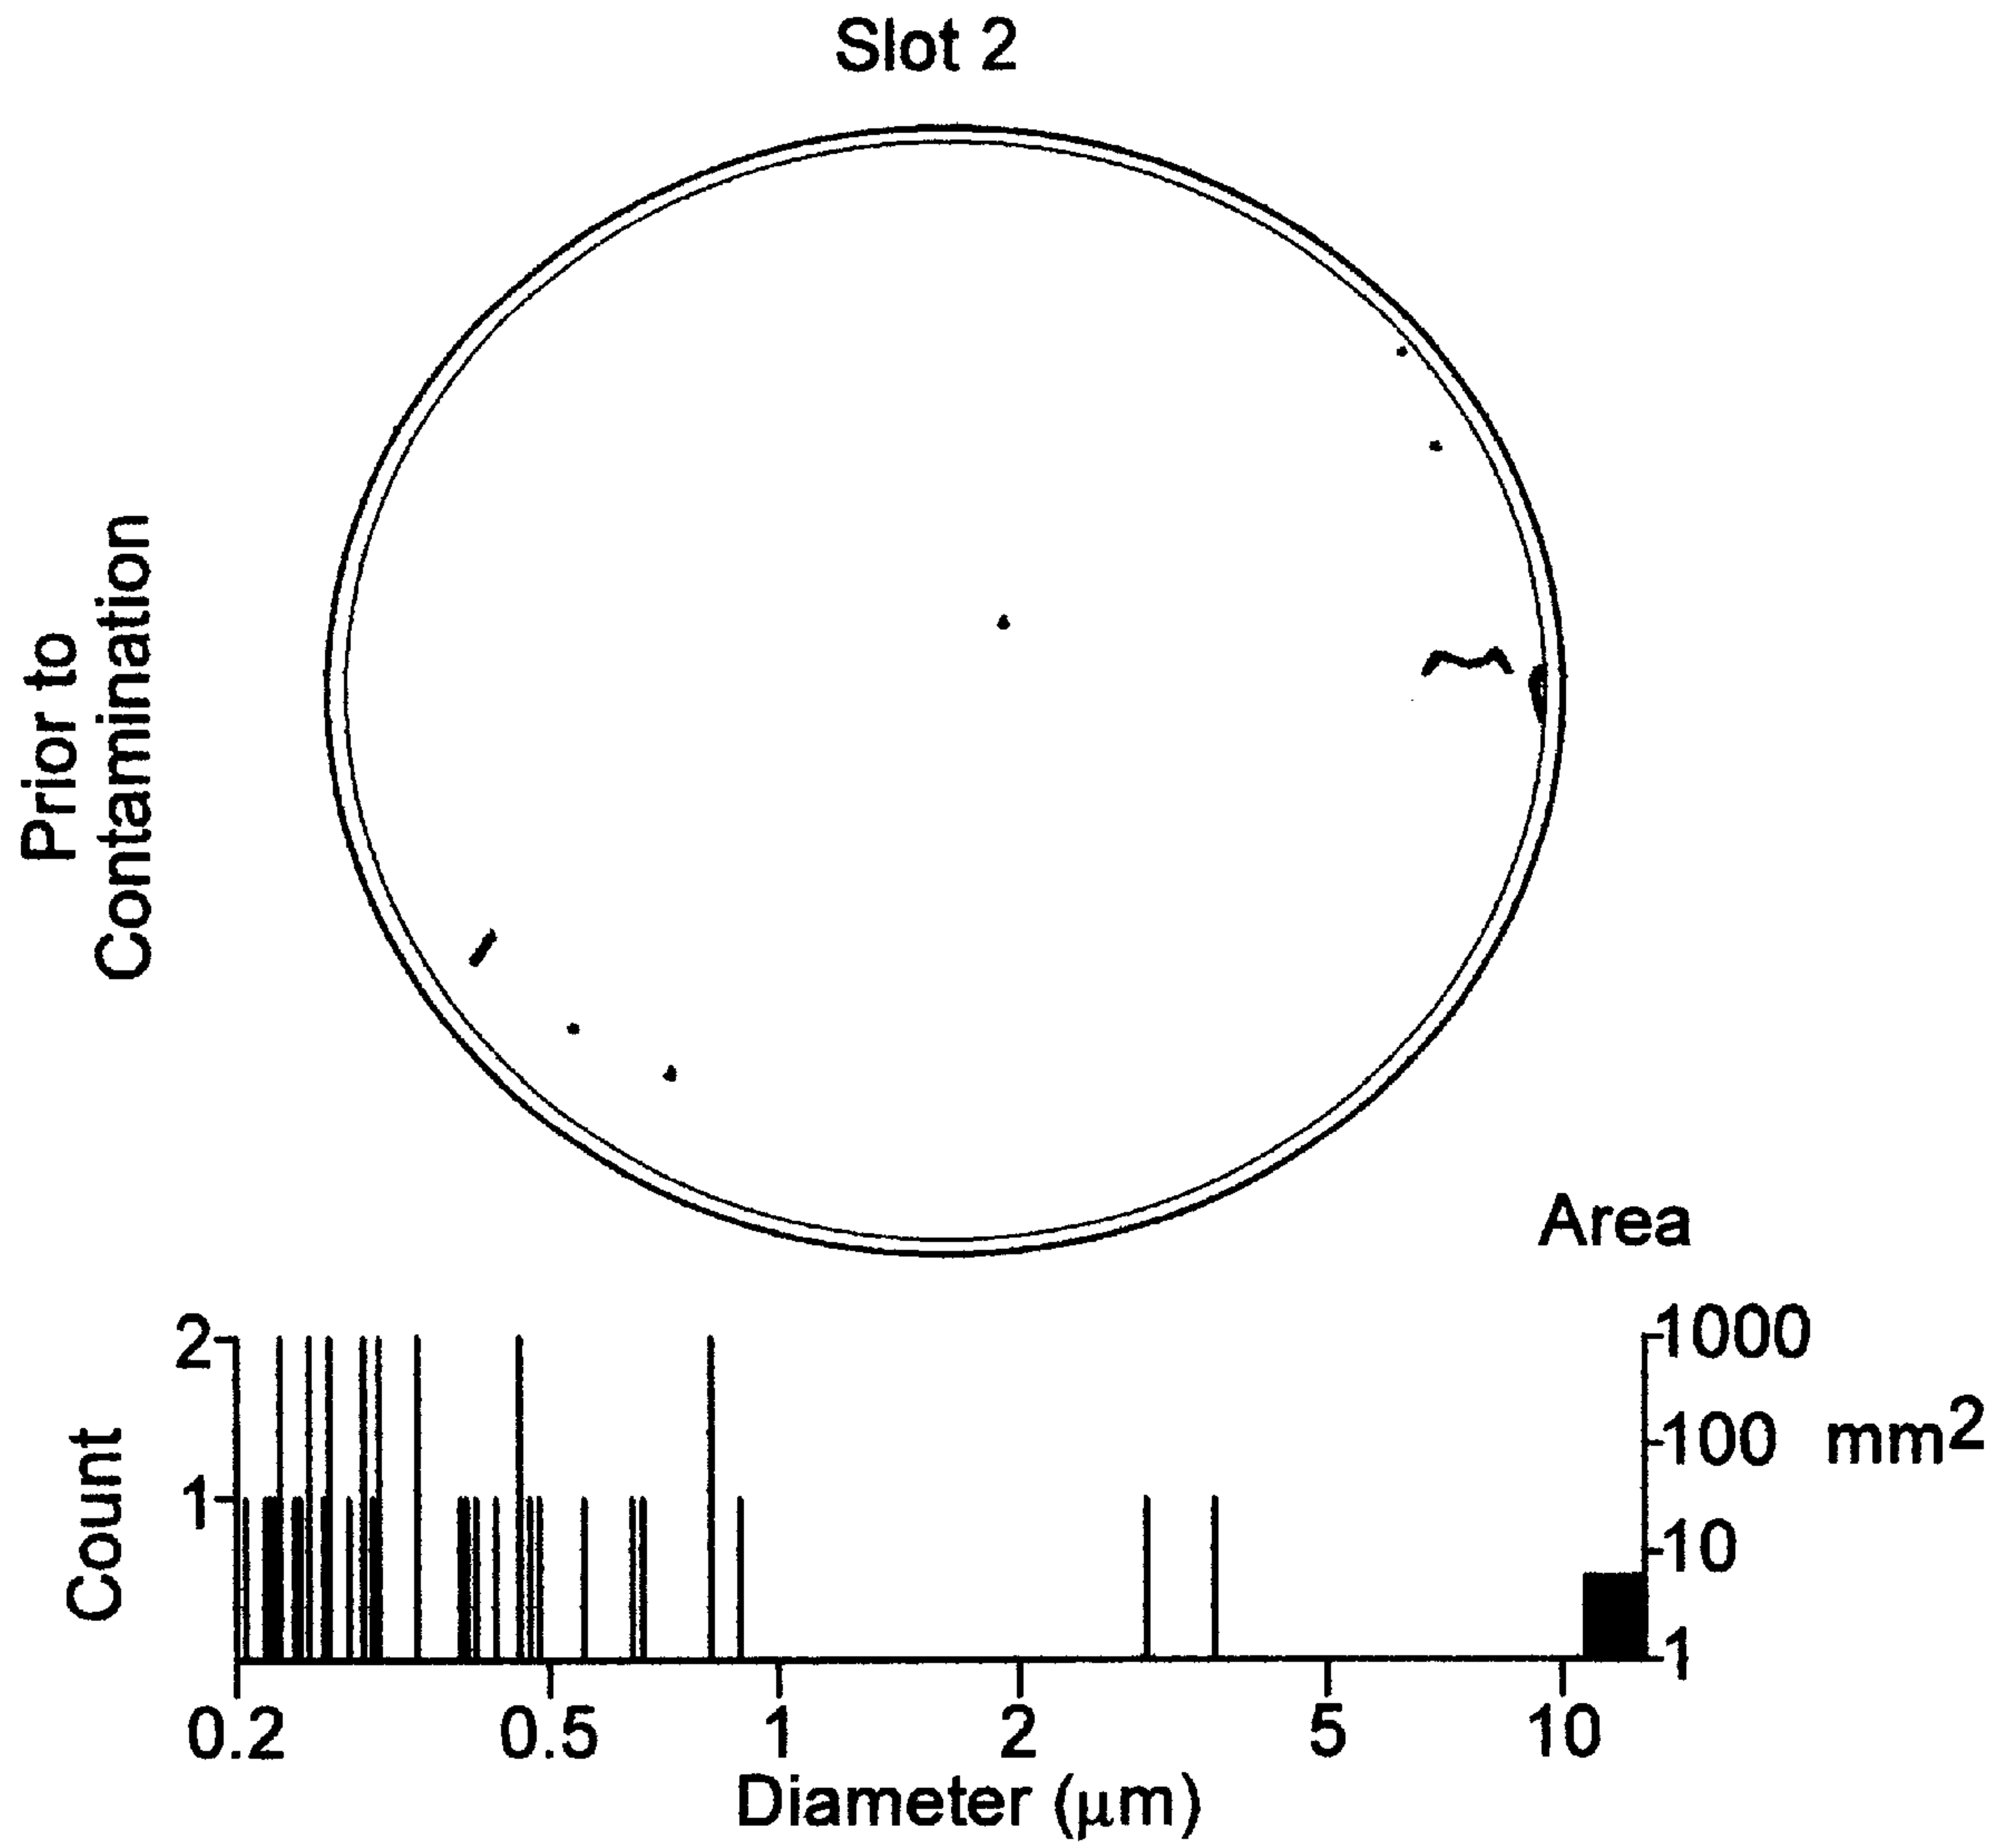 Slot 2
Prior to
Contamination
Area
2
1
Count
1000
100 mm2
10
1
0.2 0.5 1 2 5 10
Diameter (μm)